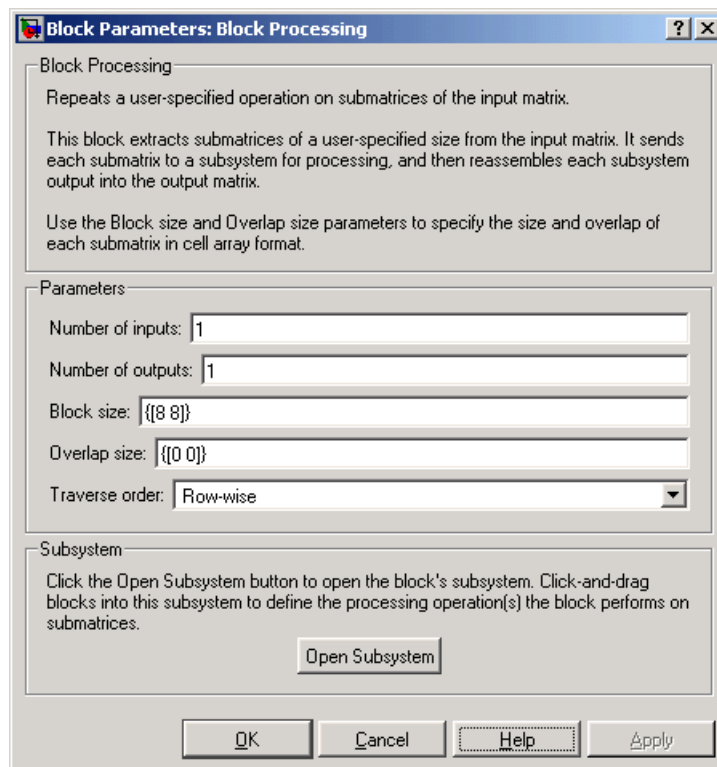 Block Parameters: Block Processing
Block Processing
Repeats a user-specified operation on submatrices of the input matrix.
This block extracts submatrices of a user-specified size from the input matrix. It sends
each submatrix to a subsystem for processing, and then reassembles each subsystem
output into the output matrix.
Use the Block size and Overlap size parameters to specify the size and overlap of
each submatrix in cell array format.
Parameters
Number of inputs: 1
Number of outputs: 1
Block size: {[8 8]}
Overlap size: {[0 0]}
Traverse order: Row-wise
Subsystem
Click the Open Subsystem button to open the block's subsystem. Click-and-drag
blocks into this subsystem to define the processing operation(s) the block performs on
submatrices.
Open Subsystem
OK Cancel Help Apply